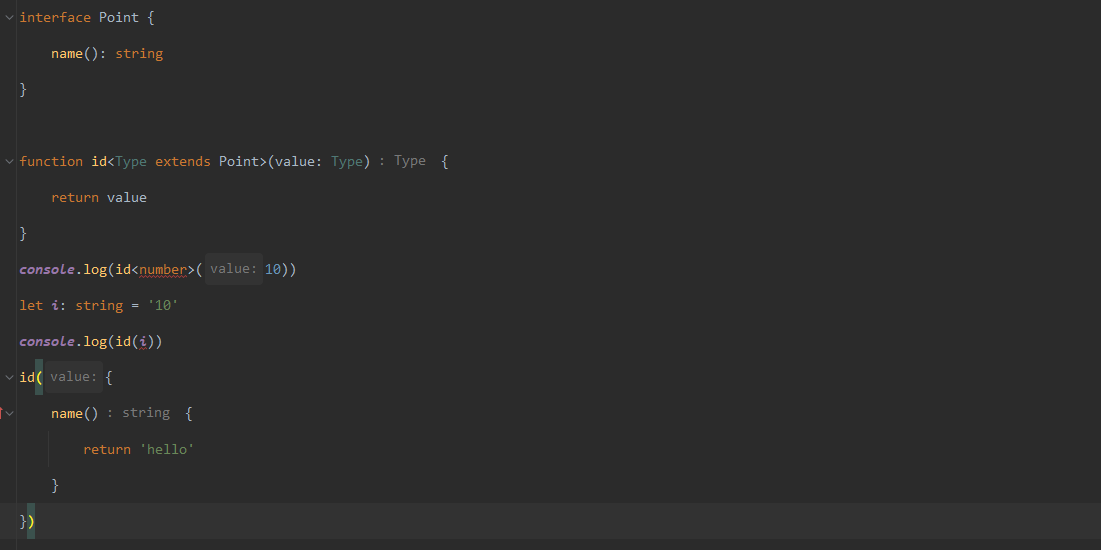 interface Point {
name(): string
}
function id<Type extends Point>(value: Type) : Type {
return value
}
console.log(id<number>( value: 10))
let i: string = '10'
console.log(id(i))
id( value: {
name() : string {
return 'hello'
}
})